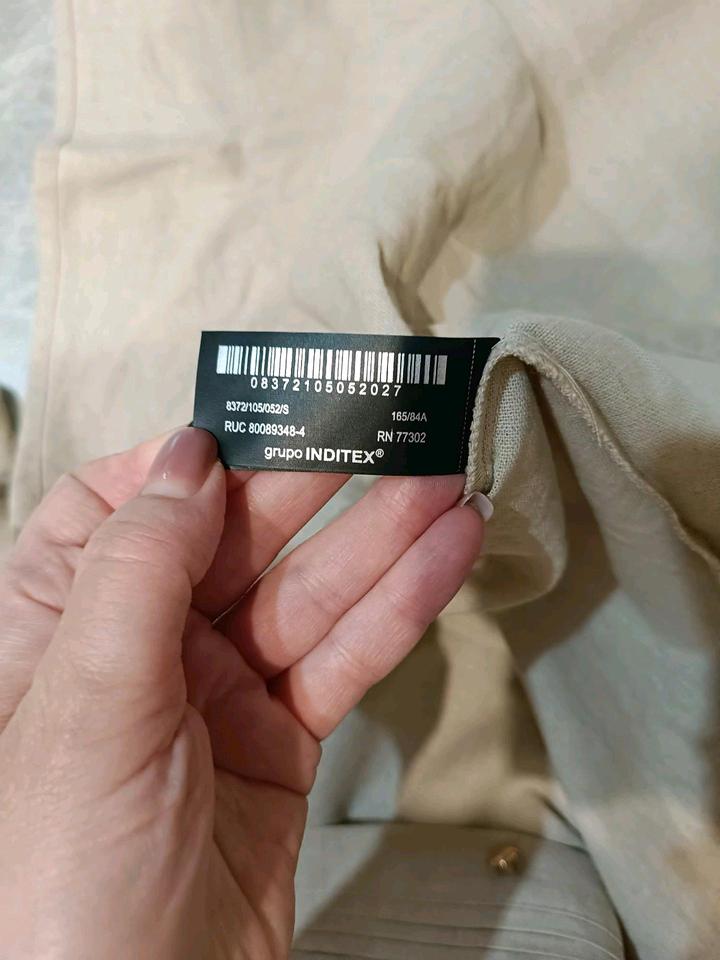 08372105052027
8372/105/052/S
165/84A
RUC 80089348-4
RN 77302
grupo INDITEX®